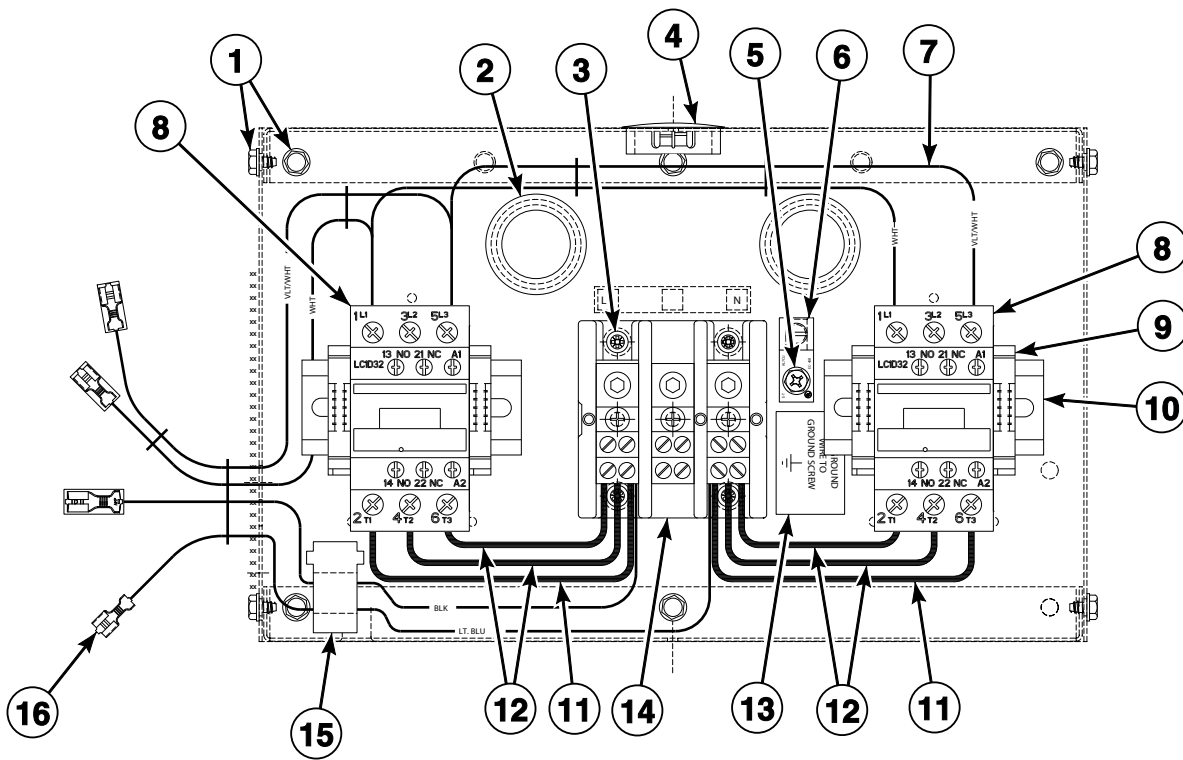 4
1
2
3
5
6
7
8
VLT/WHT
WHT
WHT
VLT/WHT
8
L
N
1L1 3L2 5L3
13 NO 21 NC A1
LC1D32
14 NO 22 NC A2
2T1 4T2 6T3
1L1 3L2 5L3
13 NO 21 NC A1
LC1D32
14 NO 22 NC A2
2T1 4T2 6T3
9
10
GROUND
WIRE TO
GROUND SCREW
BLK
LT. BLU
16
15
12
11
14
13
12
11